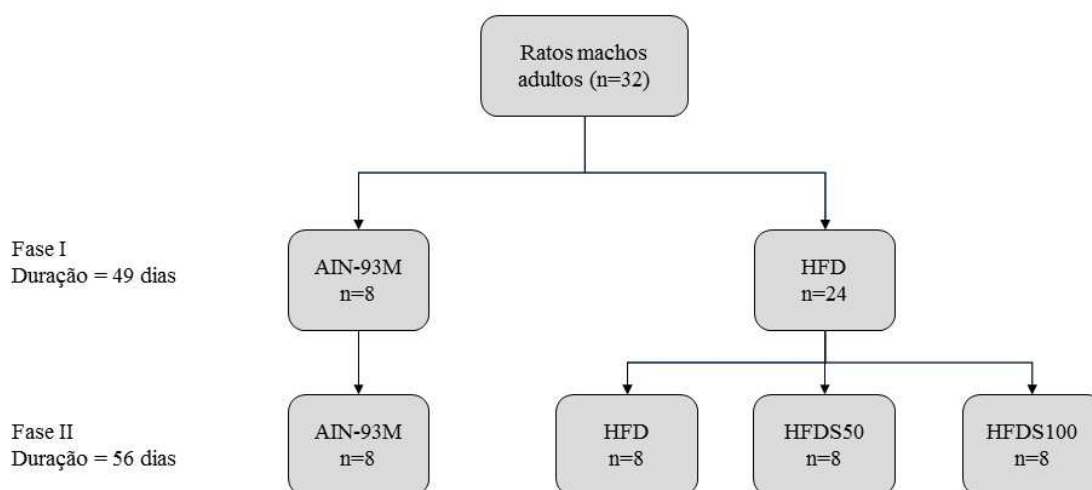 Ratos machos
adultos (n=32)
Fase I
Duração = 49 dias
AIN-93M
n=8
HFD
n=24
Fase II
Duração = 56 dias
AIN-93M
n=8
HFD
n=8
HFDS50
n=8
HFDS100
n=8